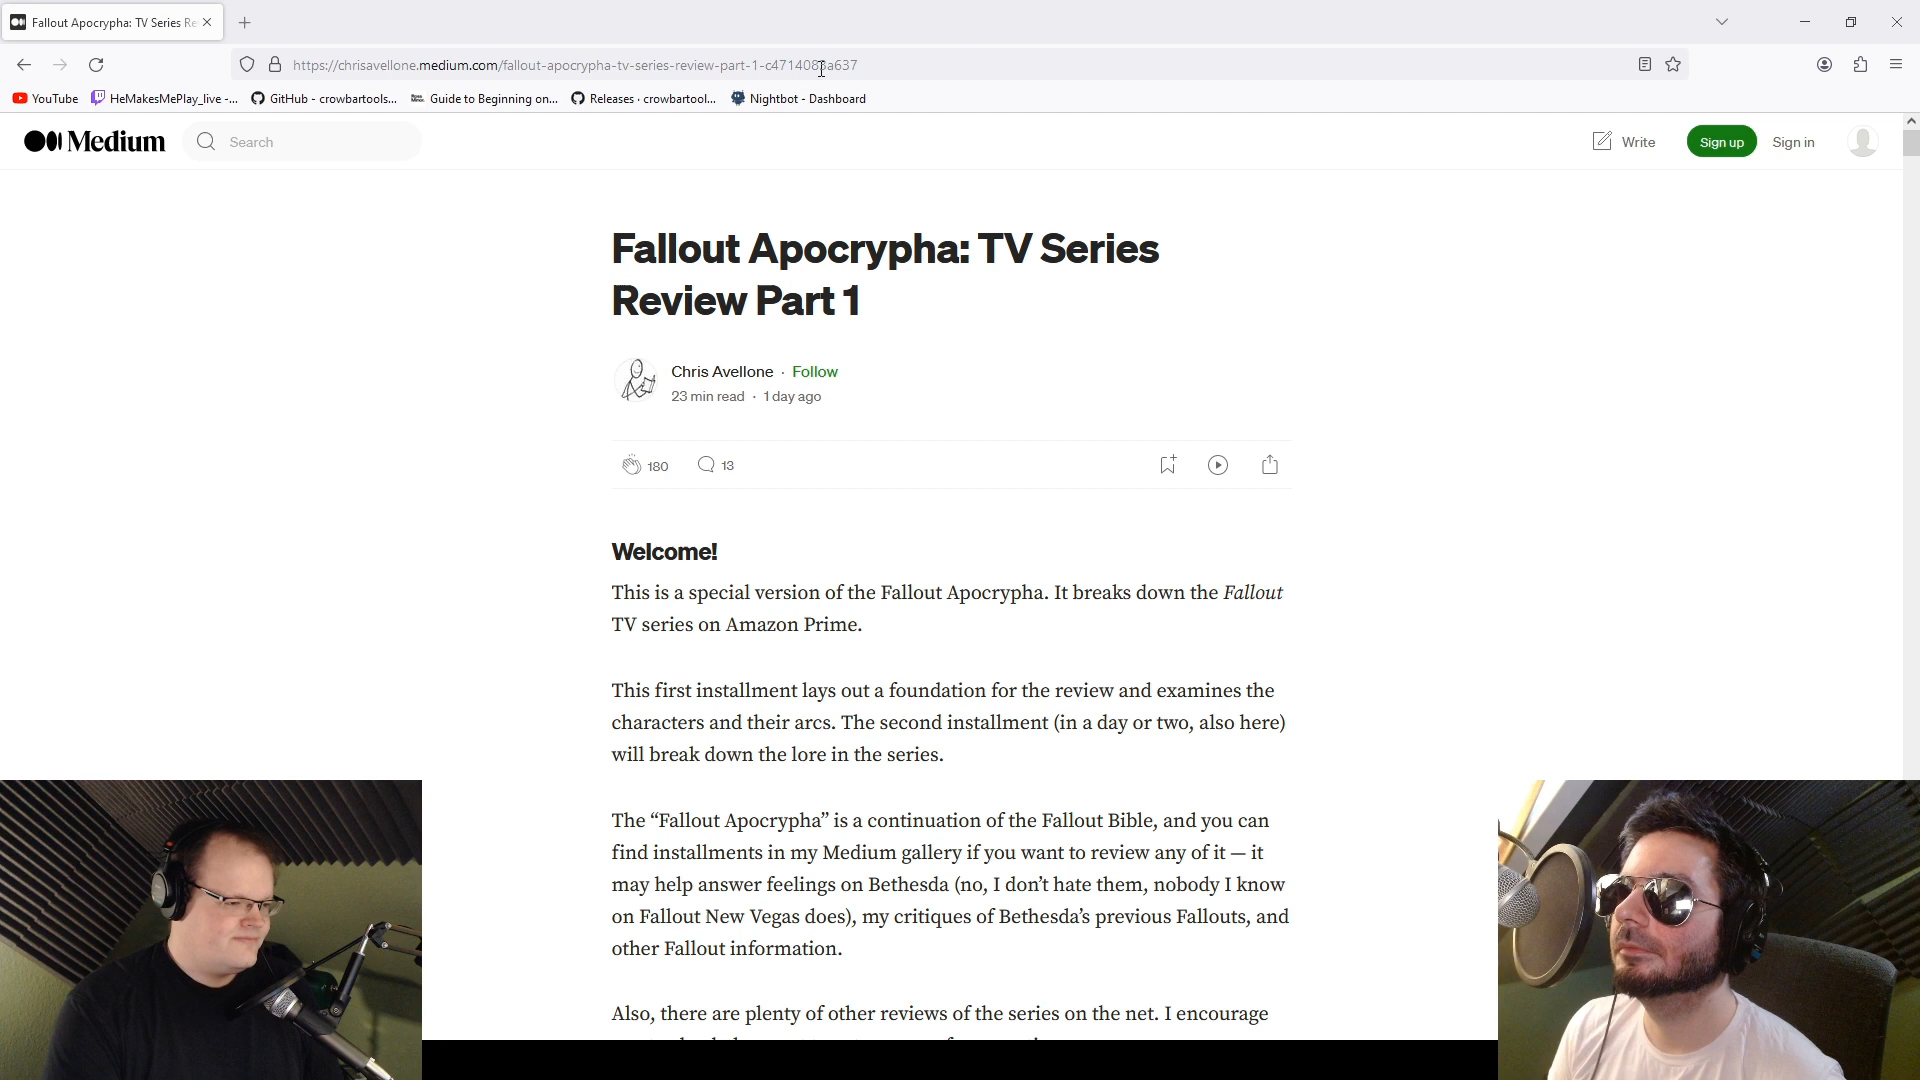 Fallout Apocrypha: TV Series Re
https://chrisavellone.medium.com/fallout-apocrypha-tv-series-review-part-1-c4714083a637
YouTube
HeMakesMePlay_live -...
GitHub - crowbartools...
Guide to Beginning on...
Releases · crowbartool...
Nightbot - Dashboard
Medium
Search
Write
Sign up
Sign in
Fallout Apocrypha: TV Series
Review Part 1
Chris Avellone · Follow
23 min read · 1 day ago
180
13
Welcome!
This is a special version of the Fallout Apocrypha. It breaks down the Fallout
TV series on Amazon Prime.
This first installment lays out a foundation for the review and examines the
characters and their arcs. The second installment (in a day or two, also here)
will break down the lore in the series.
The “Fallout Apocrypha” is a continuation of the Fallout Bible, and you can
find installments in my Medium gallery if you want to review any of it — it
may help answer feelings on Bethesda (no, I don’t hate them, nobody I know
on Fallout New Vegas does), my critiques of Bethesda’s previous Fallouts, and
other Fallout information.
Also, there are plenty of other reviews of the series on the net. I encourage